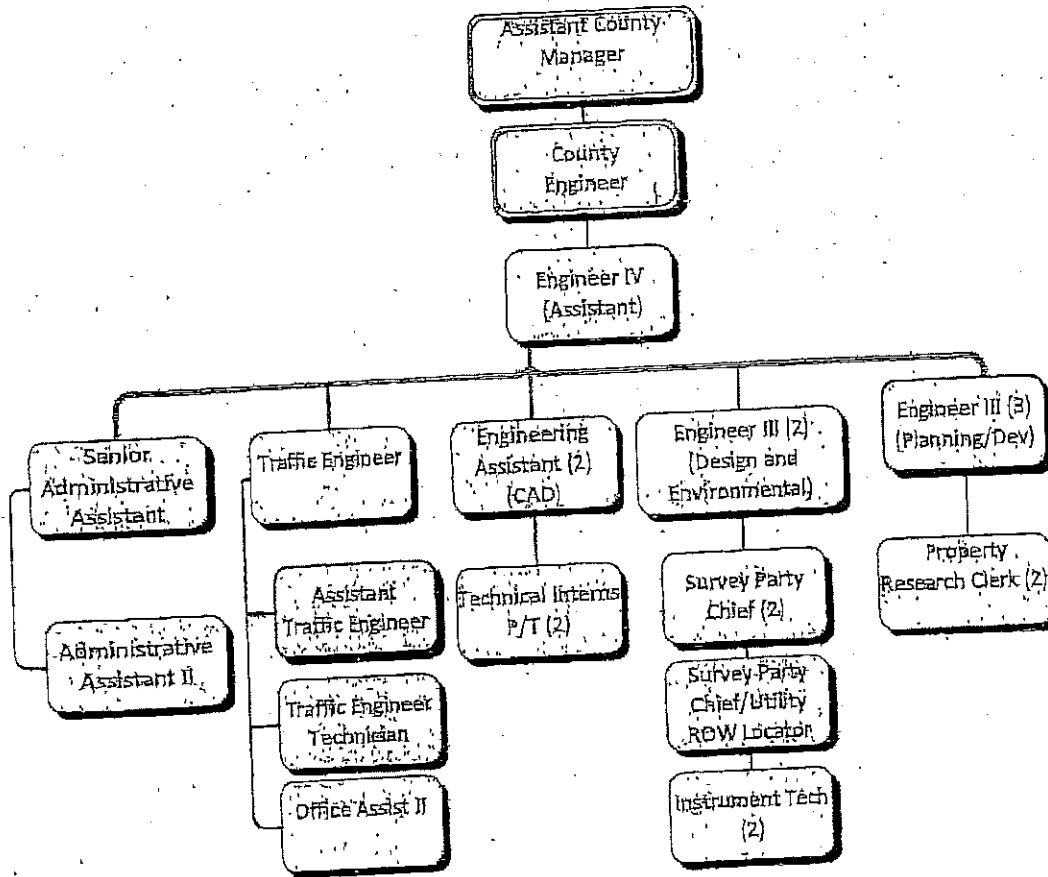 Assistant County
Manager
County
Engineer
Engineer IV
(Assistant)
Senior
Administrative
Assistant
Administrative
Assistant II
Traffic Engineer
Assistant
Traffic Engineer
Traffic Engineer
Technician
Office Assist II
Engineering
Assistant (2)
(CAD)
Technical Interns
P/T (2)
Engineer III (2)
(Design and
Environmental)
Survey Party
Chief (2)
Survey Party
Chief/Utility
ROW Locator
Instrument Tech
(2)
Engineer III (3)
(Planning/Dev)
Property
Research Clerk (2)